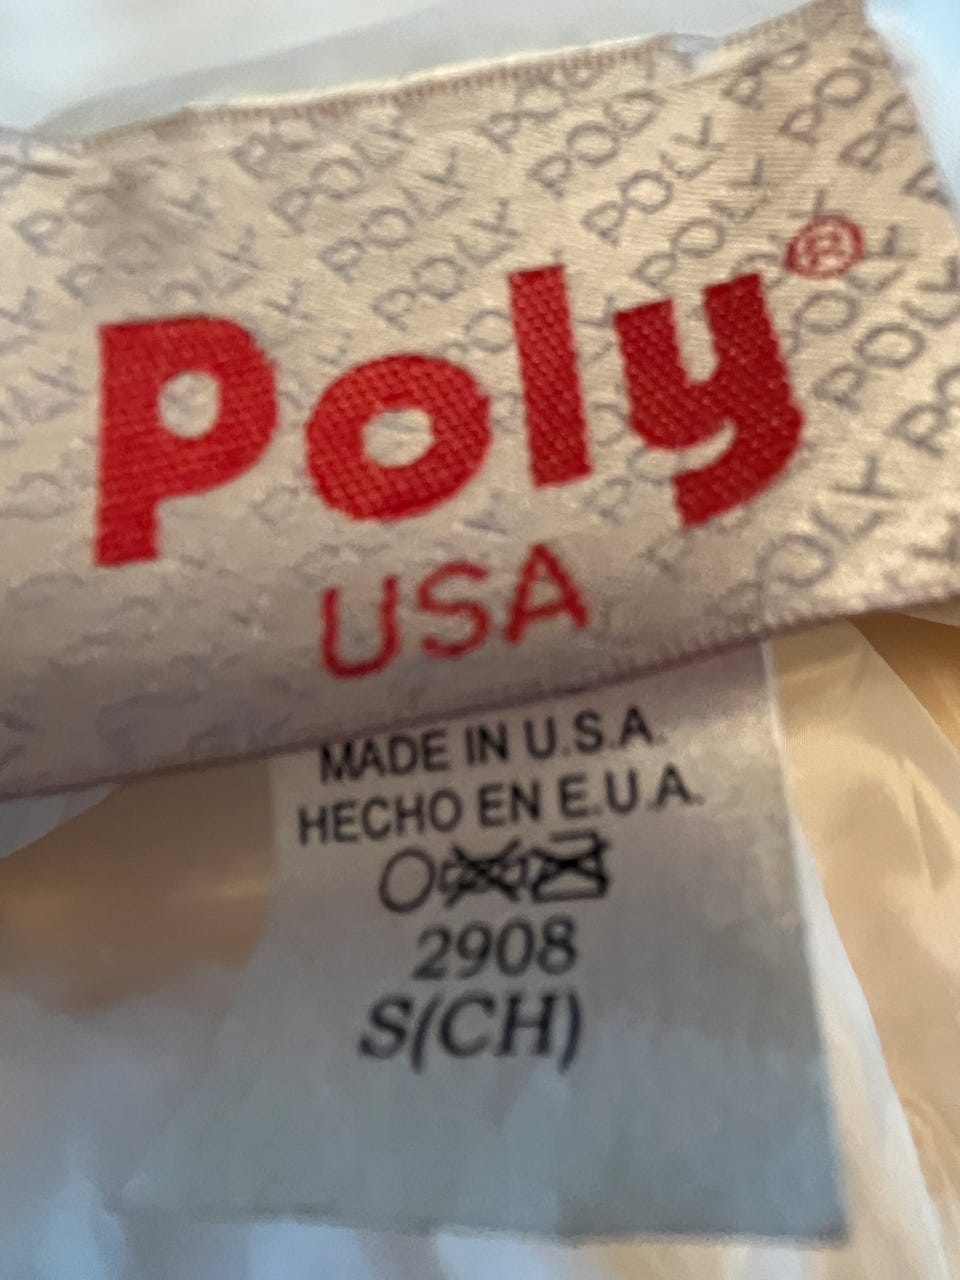 Poly®
USA
MADE IN U.S.A.
HECHO EN E.U.A.
2908
S(CH)